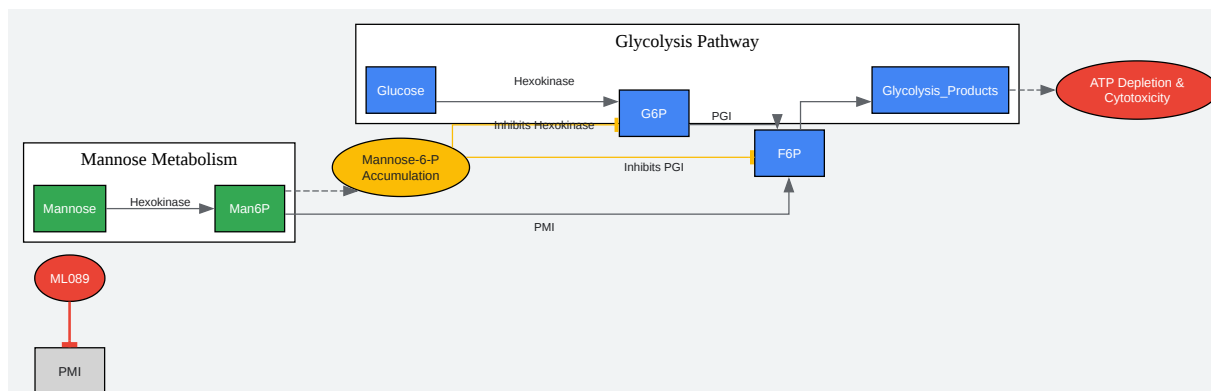 Glycolysis Pathway
Glucose
Hexokinase
G6P
PGI
Glycolysis_Products
ATP Depletion &
Cytotoxicity
Inhibits Hexokinase
F6P
Inhibits PGI
Mannose Metabolism
Mannose
Hexokinase
Man6P
Mannose-6-P
Accumulation
PMI
ML089
PMI